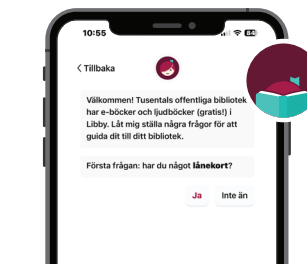 10:55
Tillbaka
Välkommen! Tusentals offentliga bibliotek
har e-böcker och ljudböcker (gratis!) i
Libby. Låt mig ställa några frågor för att
guida dit till ditt bibliotek.
Första frågan: har du något lånekort?
Ja Inte än